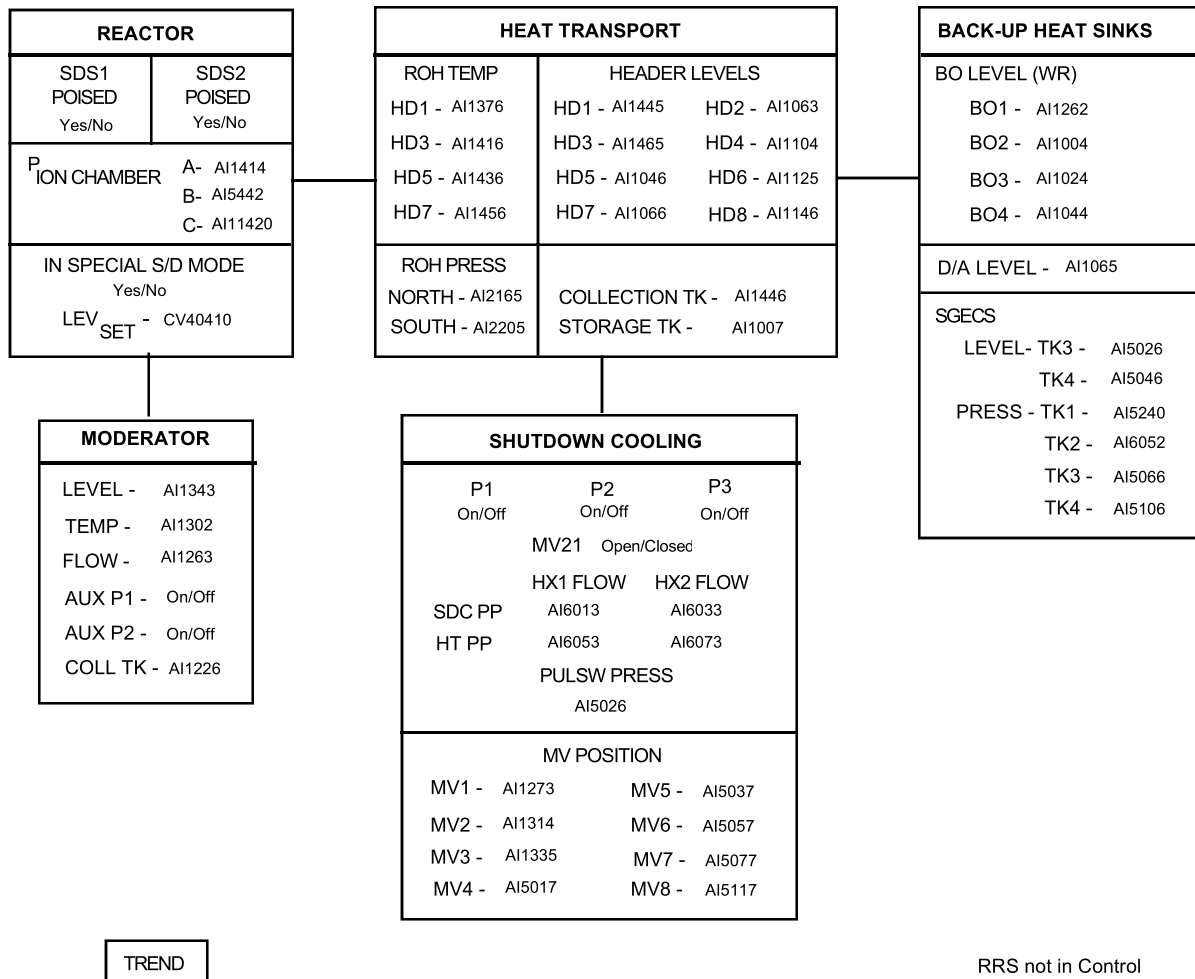 REACTOR
SDS1 POISED Yes/No
SDS2 POISED Yes/No
P ION CHAMBER
A- AI1414
B- AI5442
C- AI11420
IN SPECIAL S/D MODE
Yes/No
LEV SET - CV40410
HEAT TRANSPORT
ROH TEMP
HD1 - AI1376
HD3 - AI1416
HD5 - AI1436
HD7 - AI1456
HEADER LEVELS
HD1 - AI1445 HD2 - AI1063
HD3 - AI1465 HD4 - AI1104
HD5 - AI1046 HD6 - AI1125
HD7 - AI1066 HD8 - AI1146
ROH PRESS
NORTH - AI2165
SOUTH - AI2205
COLLECTION TK - AI1446
STORAGE TK - AI1007
BACK-UP HEAT SINKS
BO LEVEL (WR)
BO1 - AI1262
BO2 - AI1004
BO3 - AI1024
BO4 - AI1044
D/A LEVEL - AI1065
SGECS
LEVEL- TK3 - AI5026
TK4 - AI5046
PRESS - TK1 - AI5240
TK2 - AI6052
TK3 - AI5066
TK4 - AI5106
MODERATOR
LEVEL - AI1343
TEMP - AI1302
FLOW - AI1263
AUX P1 - On/Off
AUX P2 - On/Off
COLL TK - AI1226
SHUTDOWN COOLING
P1 P2 P3
On/Off On/Off On/Off
MV21 Open/Closed
HX1 FLOW HX2 FLOW
SDC PP AI6013 AI6033
HT PP AI6053 AI6073
PULSW PRESS
AI5026
MV POSITION
MV1 - AI1273 MV5 - AI5037
MV2 - AI1314 MV6 - AI5057
MV3 - AI1335 MV7 - AI5077
MV4 - AI5017 MV8 - AI5117
TREND
RRS not in Control